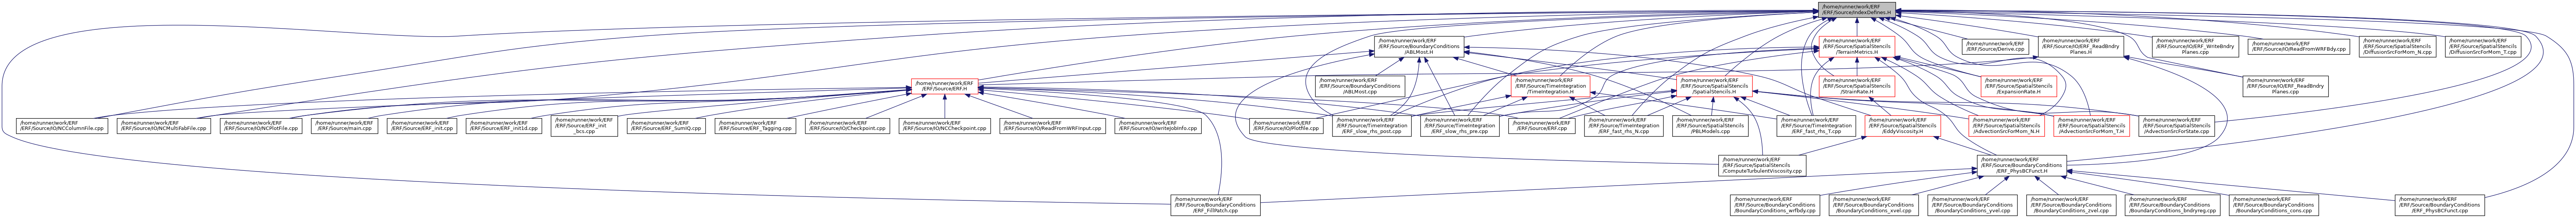 /home/runner/work/ERF
/ERF/Source/IndexDefines.H
/home/runner/work/ERF
/ERF/Source/BoundaryConditions
/ABLMost.H
/home/runner/work/ERF
/ERF/Source/SpatialStencils
/TerrainMetrics.H
/home/runner/work/ERF
/ERF/Source/Derive.cpp
/home/runner/work/ERF
/ERF/Source/IO/ERF_ReadBndry
Planes.H
/home/runner/work/ERF
/ERF/Source/IO/ERF_WriteBndry
Planes.cpp
/home/runner/work/ERF
/ERF/Source/IO/ReadFromWRFBdy.cpp
/home/runner/work/ERF
/ERF/Source/SpatialStencils
/DiffusionSrcForMom_N.cpp
/home/runner/work/ERF
/ERF/Source/SpatialStencils
/DiffusionSrcForMom_T.cpp
/home/runner/work/ERF
/ERF/Source/ERF.H
/home/runner/work/ERF
/ERF/Source/BoundaryConditions
/ABLMost.cpp
/home/runner/work/ERF
/ERF/Source/TimeIntegration
/TimeIntegration.H
/home/runner/work/ERF
/ERF/Source/SpatialStencils
/SpatialStencils.H
/home/runner/work/ERF
/ERF/Source/SpatialStencils
/StrainRate.H
/home/runner/work/ERF
/ERF/Source/SpatialStencils
/ExpansionRate.H
/home/runner/work/ERF
/ERF/Source/IO/ERF_ReadBndry
Planes.cpp
/home/runner/work/ERF
/ERF/Source/IO/NCColumnFile.cpp
/home/runner/work/ERF
/ERF/Source/IO/NCMultiFabFile.cpp
/home/runner/work/ERF
/ERF/Source/IO/NCPlotFile.cpp
/home/runner/work/ERF
/ERF/Source/main.cpp
/home/runner/work/ERF
/ERF/Source/ERF_init.cpp
/home/runner/work/ERF
/ERF/Source/ERF_init1d.cpp
/home/runner/work/ERF
/ERF/Source/ERF_init
_bcs.cpp
/home/runner/work/ERF
/ERF/Source/ERF_SumIQ.cpp
/home/runner/work/ERF
/ERF/Source/ERF_Tagging.cpp
/home/runner/work/ERF
/ERF/Source/IO/Checkpoint.cpp
/home/runner/work/ERF
/ERF/Source/IO/NCCheckpoint.cpp
/home/runner/work/ERF
/ERF/Source/IO/ReadFromWRFInput.cpp
/home/runner/work/ERF
/ERF/Source/IO/writeJobInfo.cpp
/home/runner/work/ERF
/ERF/Source/IO/Plotfile.cpp
/home/runner/work/ERF
/ERF/Source/TimeIntegration
/ERF_slow_rhs_post.cpp
/home/runner/work/ERF
/ERF/Source/TimeIntegration
/ERF_slow_rhs_pre.cpp
/home/runner/work/ERF
/ERF/Source/ERF.cpp
/home/runner/work/ERF
/ERF/Source/TimeIntegration
/ERF_fast_rhs_N.cpp
/home/runner/work/ERF
/ERF/Source/SpatialStencils
/PBLModels.cpp
/home/runner/work/ERF
/ERF/Source/TimeIntegration
/ERF_fast_rhs_T.cpp
/home/runner/work/ERF
/ERF/Source/SpatialStencils
/EddyViscosity.H
/home/runner/work/ERF
/ERF/Source/SpatialStencils
/AdvectionSrcForMom_N.H
/home/runner/work/ERF
/ERF/Source/SpatialStencils
/AdvectionSrcForMom_T.H
/home/runner/work/ERF
/ERF/Source/SpatialStencils
/AdvectionSrcForState.cpp
/home/runner/work/ERF
/ERF/Source/SpatialStencils
/ComputeTurbulentViscosity.cpp
/home/runner/work/ERF
/ERF/Source/BoundaryConditions
/ERF_PhysBCFunct.H
/home/runner/work/ERF
/ERF/Source/BoundaryConditions
/ERF_FillPatch.cpp
/home/runner/work/ERF
/ERF/Source/BoundaryConditions
/BoundaryConditions_wrfbdy.cpp
/home/runner/work/ERF
/ERF/Source/BoundaryConditions
/BoundaryConditions_xvel.cpp
/home/runner/work/ERF
/ERF/Source/BoundaryConditions
/BoundaryConditions_yvel.cpp
/home/runner/work/ERF
/ERF/Source/BoundaryConditions
/BoundaryConditions_zvel.cpp
/home/runner/work/ERF
/ERF/Source/BoundaryConditions
/BoundaryConditions_bndryreg.cpp
/home/runner/work/ERF
/ERF/Source/BoundaryConditions
/BoundaryConditions_cons.cpp
/home/runner/work/ERF
/ERF/Source/BoundaryConditions
/ERF_PhysBCFunct.cpp